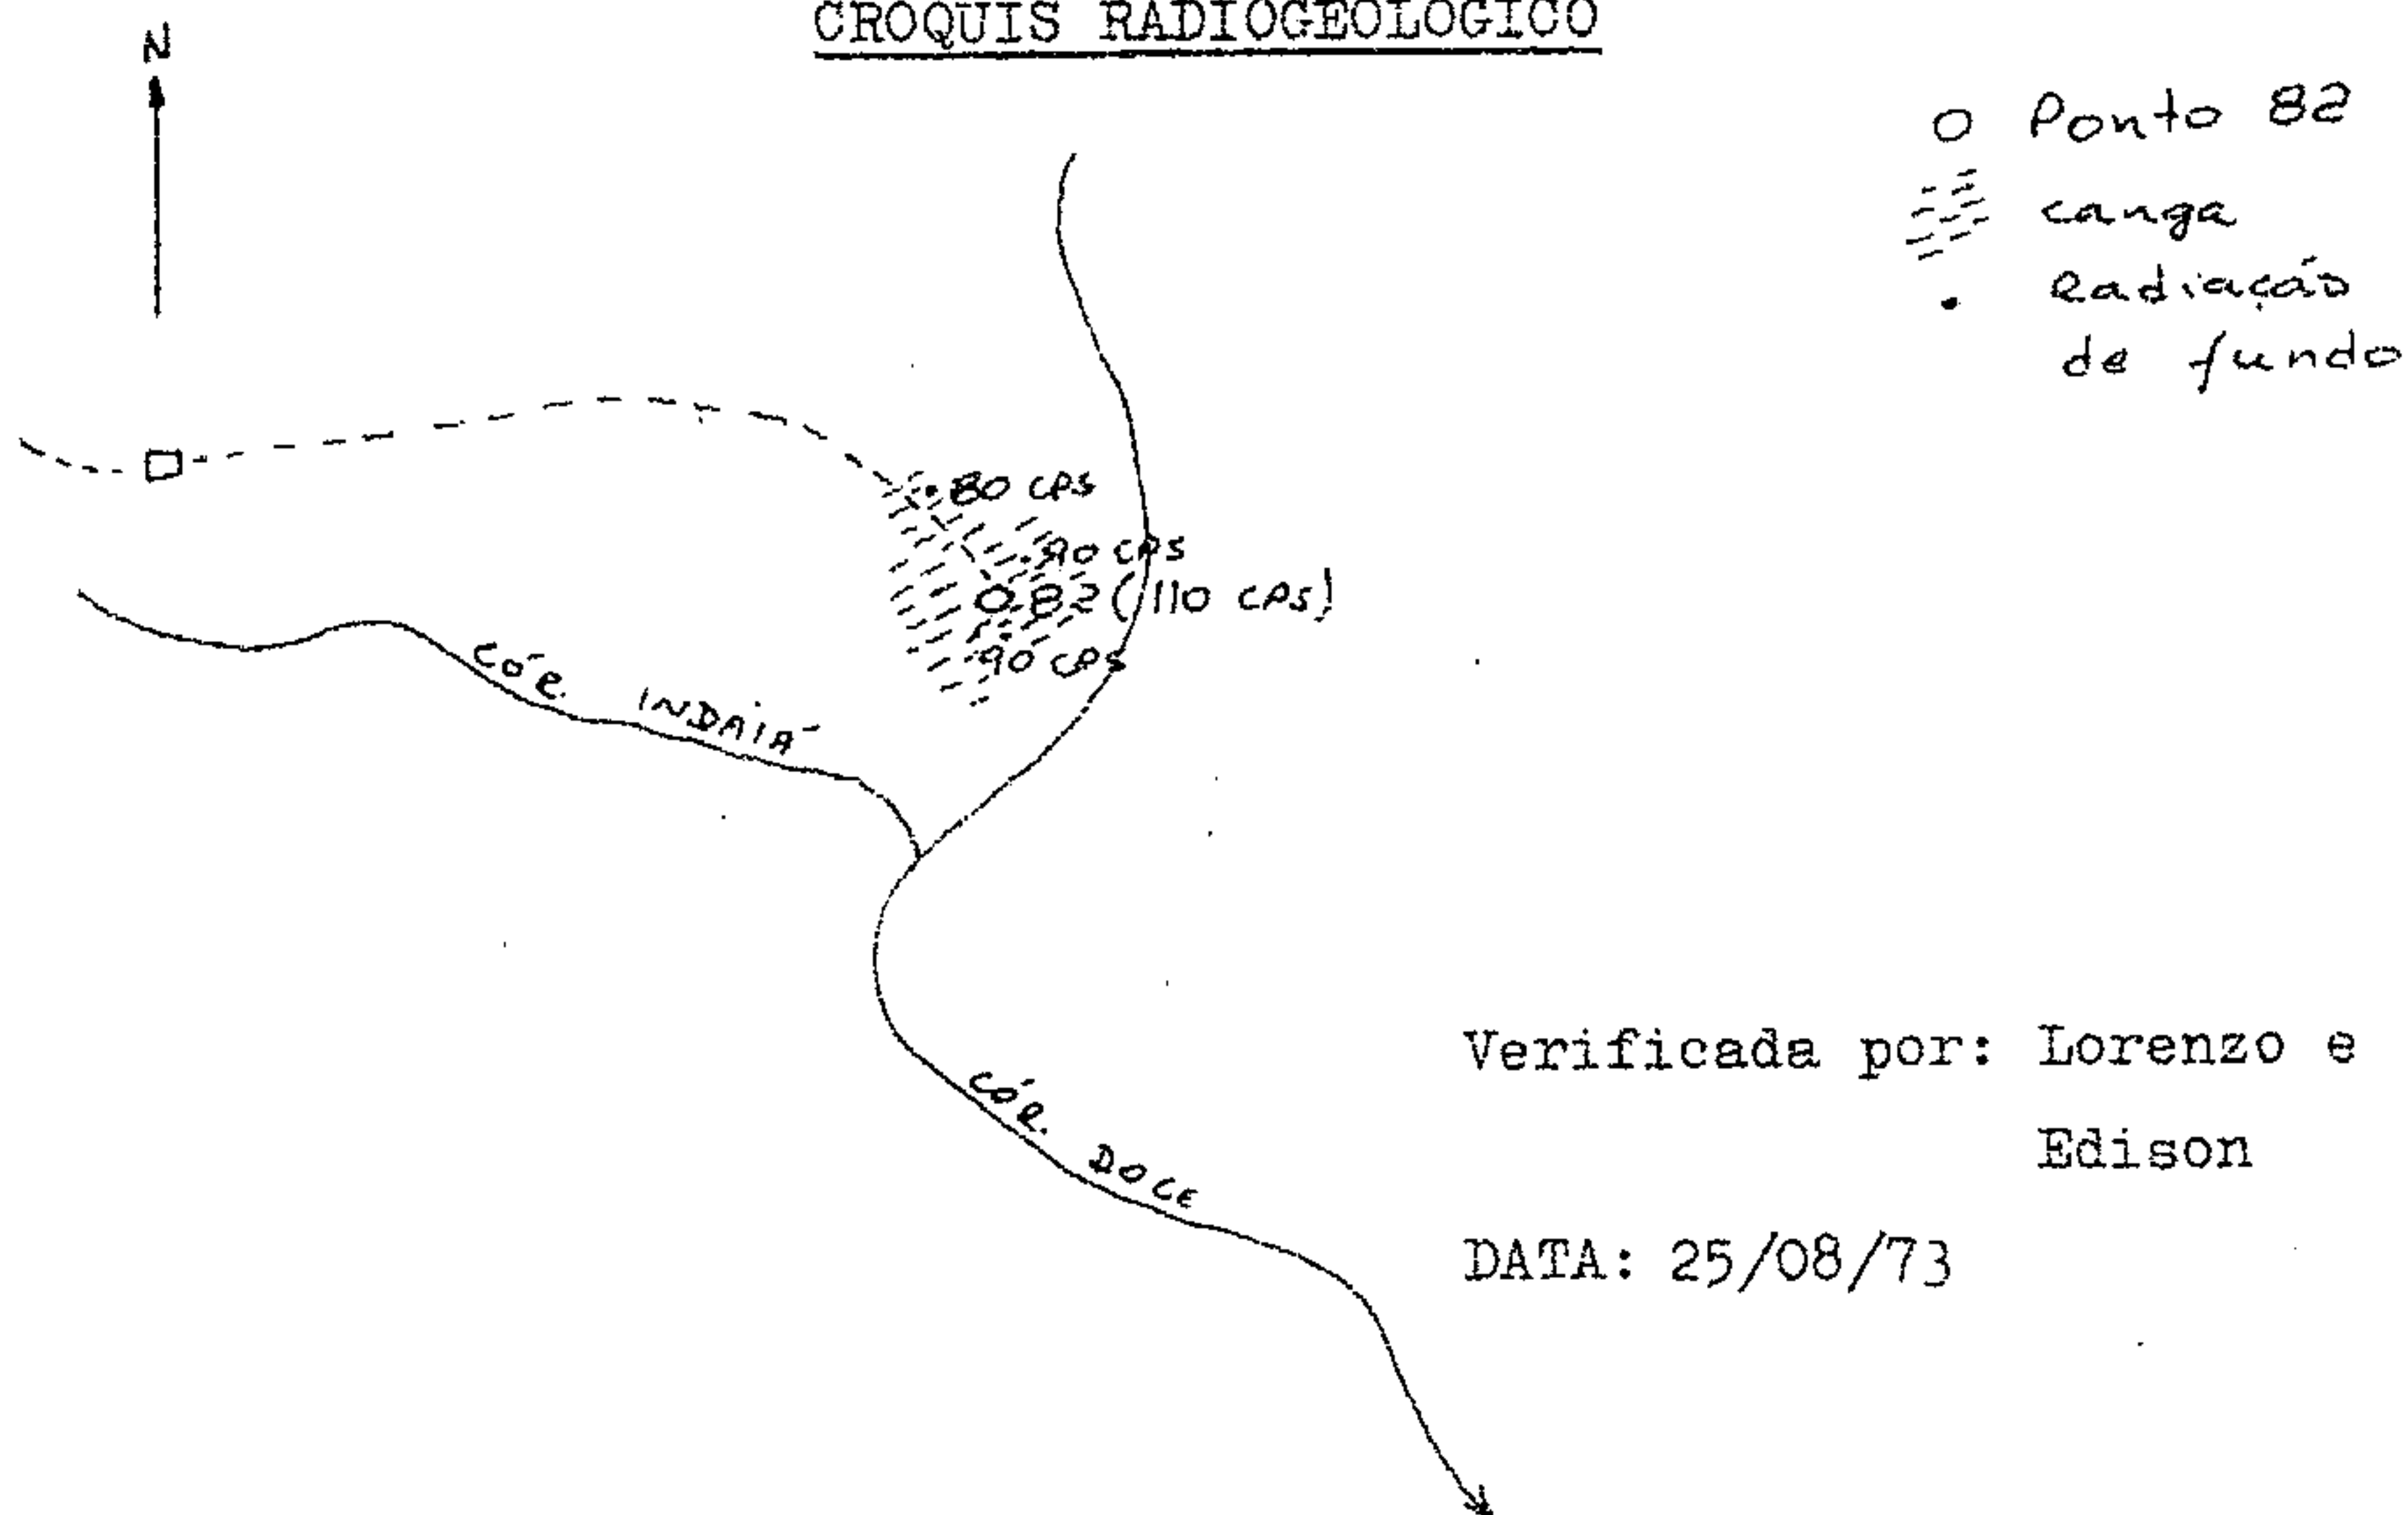 CROQUIS RADIOGEOLOGICO
N
O Ponto 82
canga
Radiação
de fundo
80 CPS
90 CPS
0.82 (110 CPS)
90 CPS
CÓR. INDAIÁ
CÓR. DOCE
Verificada por: Lorenzo e
Edison
DATA: 25/08/73